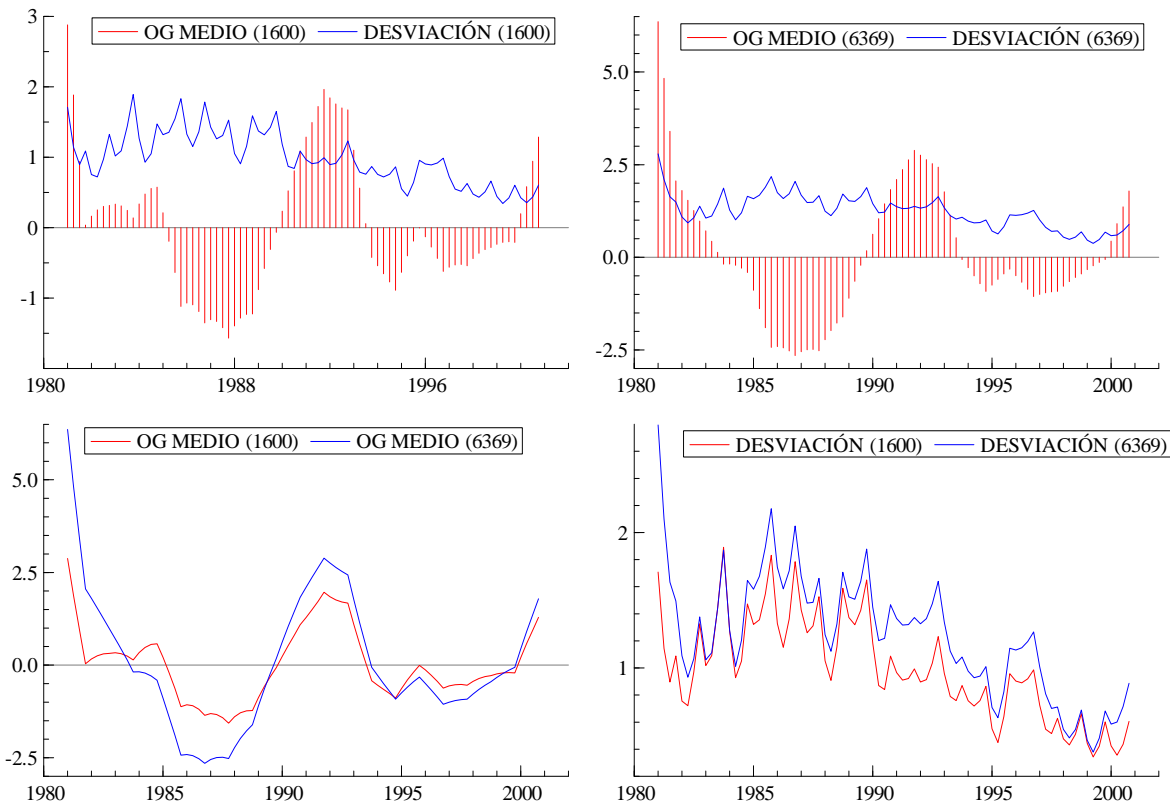 3
2
1
0
-1
OG MEDIO (1600) DESVIACIÓN (1600)
1980 1988 1996
5.0
2.5
0.0
-2.5
OG MEDIO (6369) DESVIACIÓN (6369)
1980 1985 1990 1995 2000
5.0
2.5
0.0
-2.5
OG MEDIO (1600) OG MEDIO (6369)
1980 1985 1990 1995 2000
2
1
DESVIACIÓN (1600) DESVIACIÓN (6369)
1980 1985 1990 1995 2000